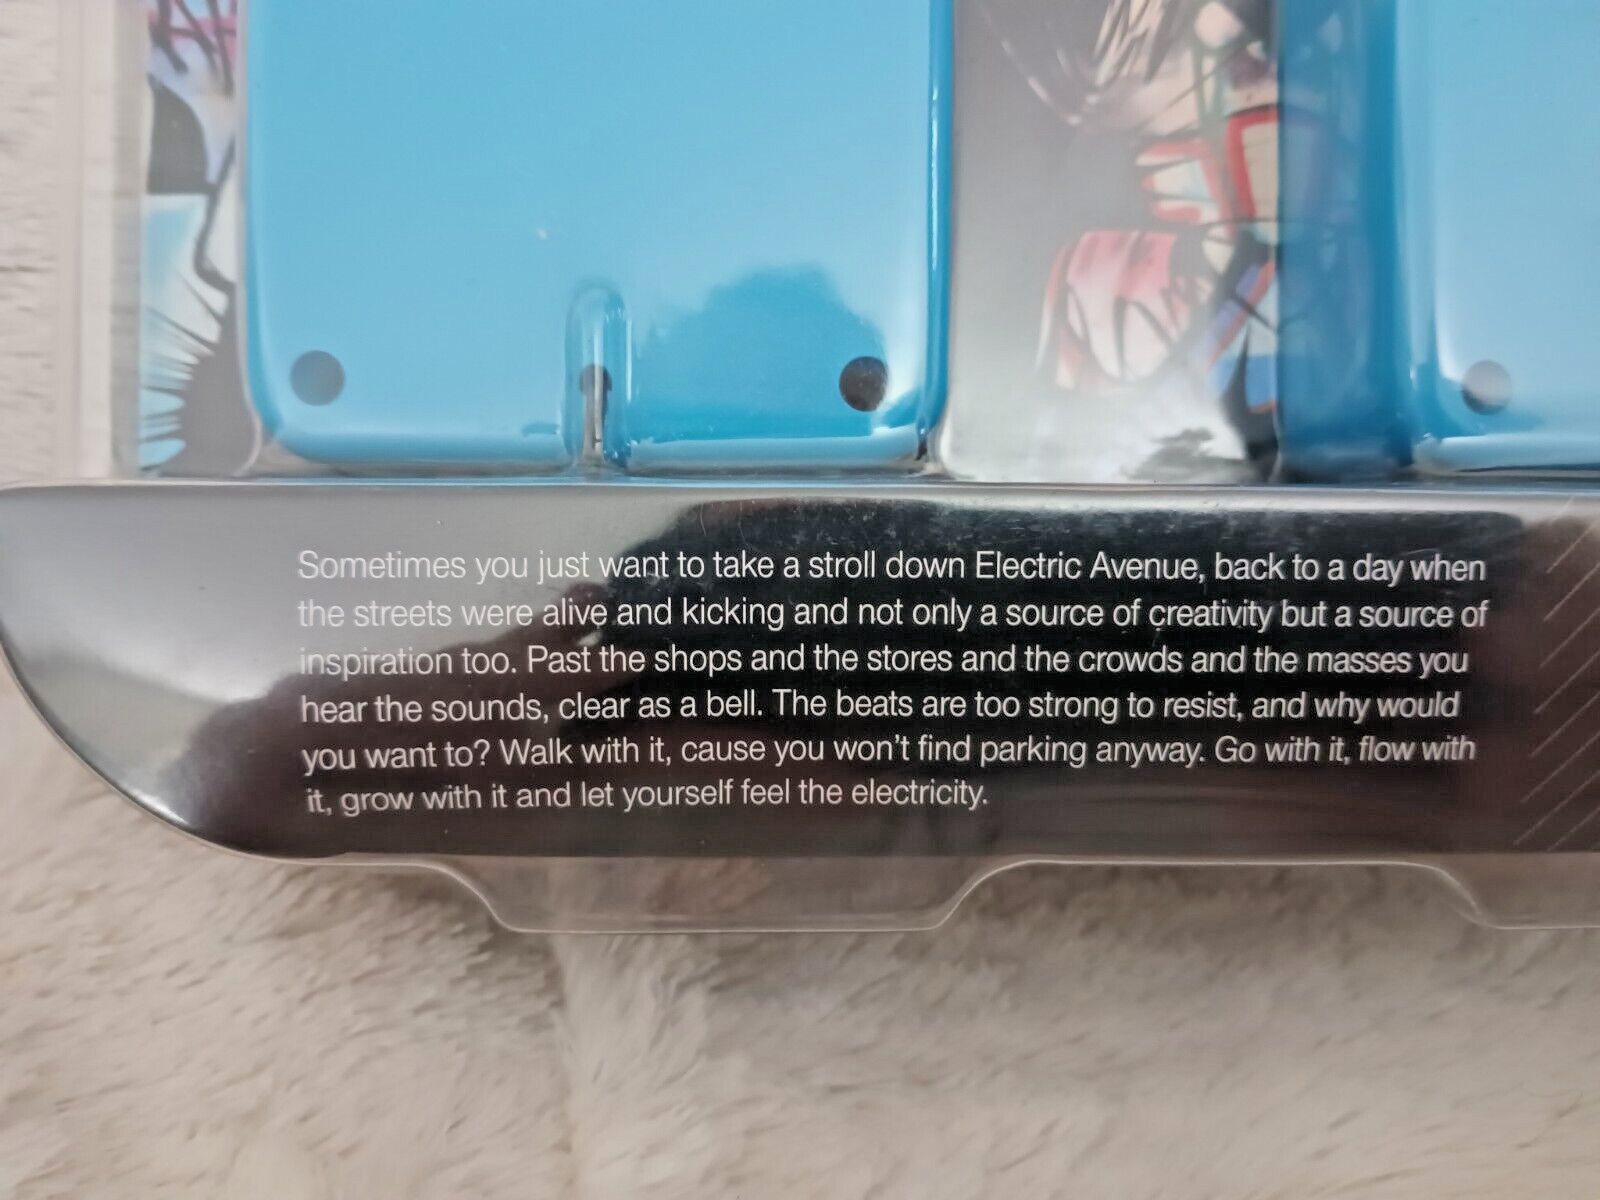 Sometimes you just want to take a stroll down Electric Avenue, back to a day when
the streets were alive and kicking and not only a source of creativity but a source of
inspiration too. Past the shops and the stores and the crowds and the masses you
hear the sounds, clear as a bell. The beats are too strong to resist, and why would
you want to? Walk with it, cause you won't find parking anyway. Go with it, flow with
it, grow with it and let yourself feel the electricity.